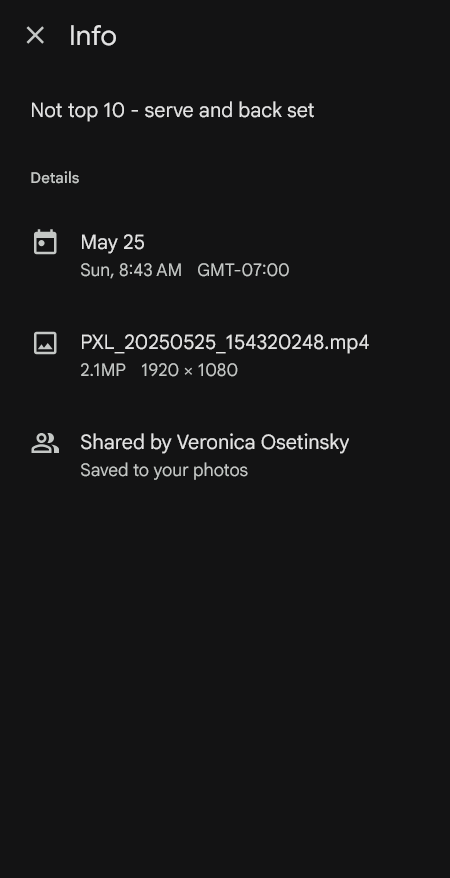 Info
Not top 10 - serve and back set
Details
May 25
Sun, 8:43 AM GMT-07:00
PXL_20250525_154320248.mp4
2.1MP 1920 × 1080
Shared by Veronica Osetinsky
Saved to your photos